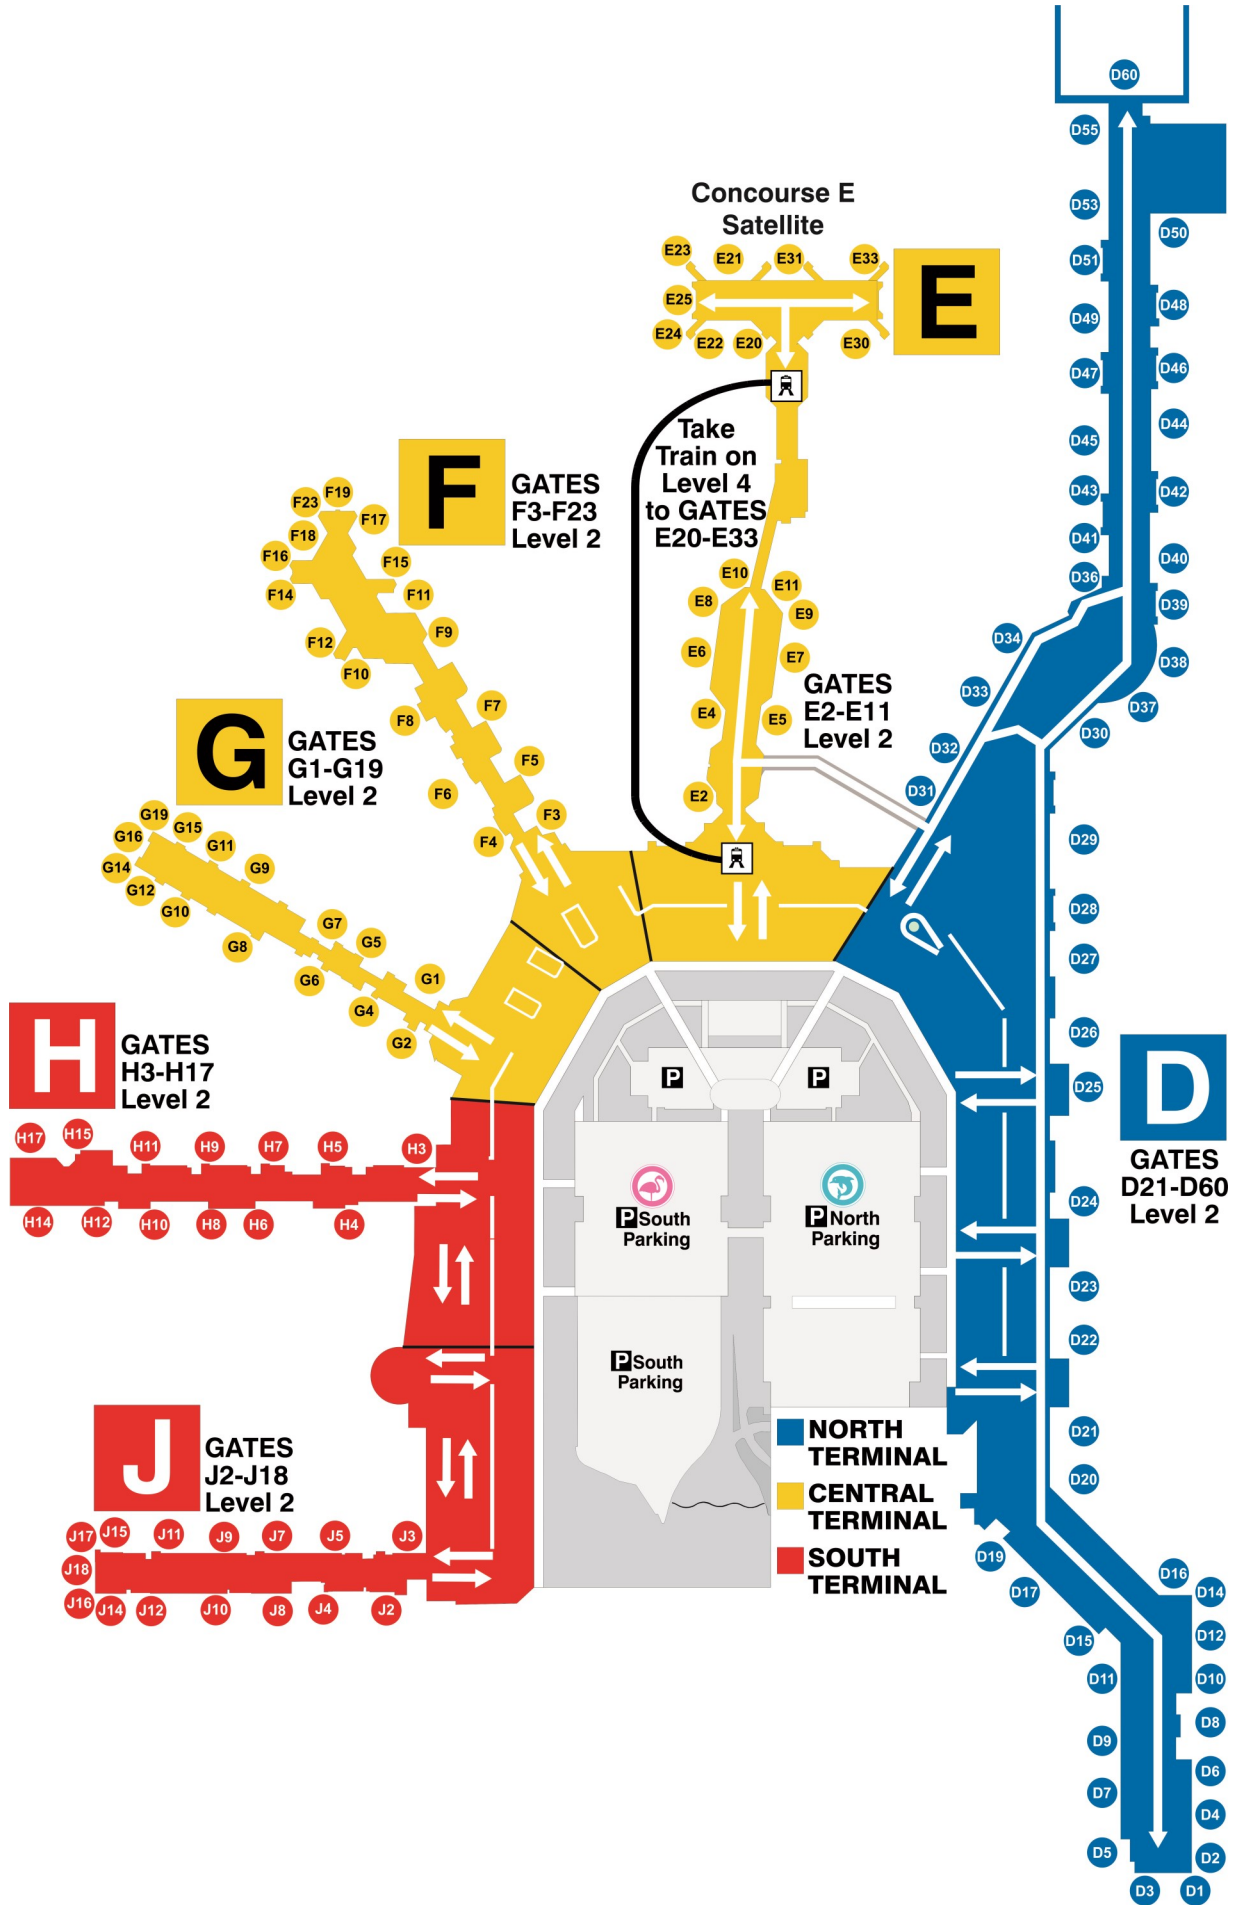 D60
D55
D53
D50
D51
D48
D49
D46
D47
D44
D45
D43
D42
D41
D40
D36
D39
D34
D38
D33
D37
D30
D32
D31
D29
D28
D27
D26
D25
D24
D23
D22
D21
D20
D19
D17
D16
D14
D15
D12
D11
D10
D8
D9
D6
D7
D4
D5
D2
D3
D1
D
GATES
D21-D60
Level 2
Concourse E
Satellite
E23
E21
E31
E33
E25
E24
E22
E20
E30
E
Take
Train on
Level 4
to GATES
E20-E33
E10
E11
E8
E9
E6
E7
E4
E5
E2
GATES
E2-E11
Level 2
F
GATES
F3-F23
Level 2
F19
F23
F17
F18
F16
F15
F14
F11
F12
F9
F10
F8
F7
F6
F5
F4
F3
G
GATES
G1-G19
Level 2
G19
G15
G16
G11
G14
G9
G12
G10
G7
G8
G5
G6
G1
G4
G2
H
GATES
H3-H17
Level 2
H17
H15
H11
H9
H7
H5
H3
H14
H12
H10
H8
H6
H4
J
GATES
J2-J18
Level 2
J17
J15
J11
J9
J7
J5
J3
J18
J16
J14
J12
J10
J8
J4
J2
P
P
P South
Parking
P North
Parking
P South
Parking
NORTH
TERMINAL
CENTRAL
TERMINAL
SOUTH
TERMINAL